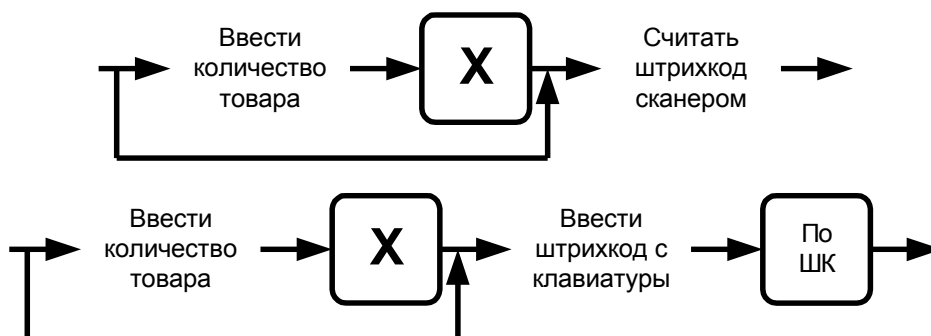 Ввести
количество
товара
X
Считать
штрихкод
сканером
Ввести
количество
товара
X
Ввести
штрихкод с
клавиатуры
По
ШК